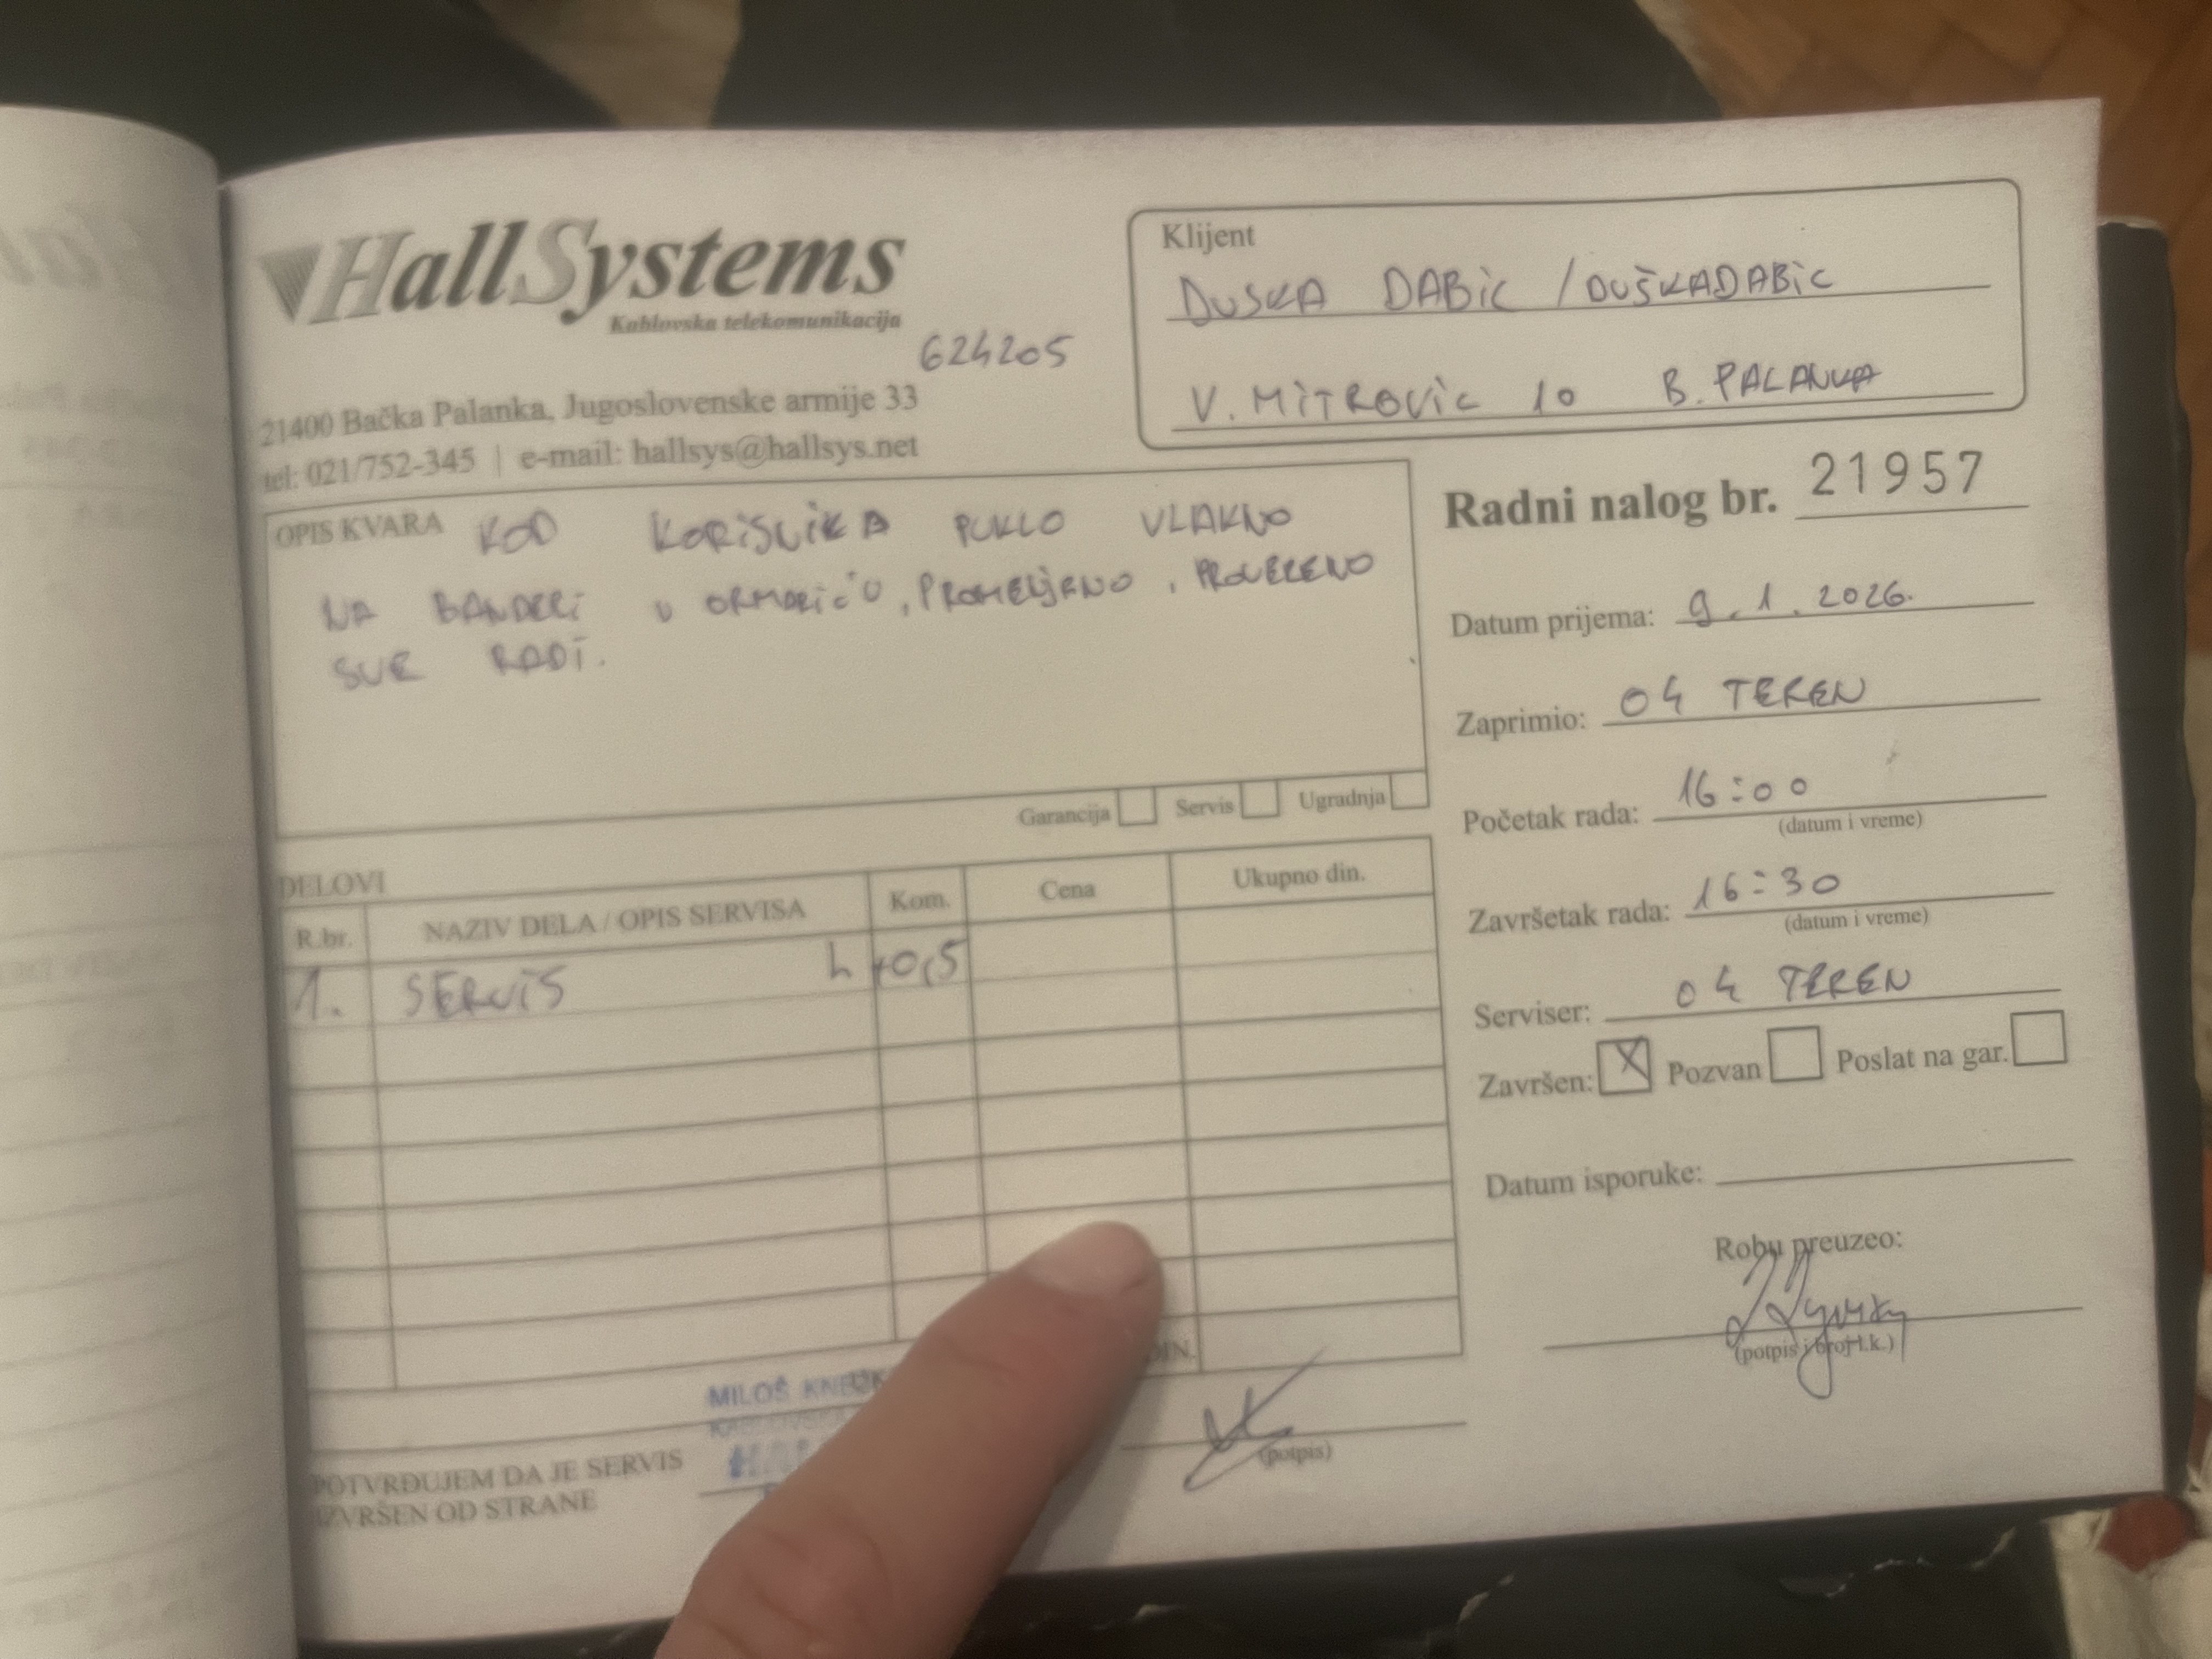 HallSystems
Kablovska telekomunikacija
624205
21400 Bačka Palanka, Jugoslovenske armije 33
tel: 021/752-345 | e-mail: hallsys@hallsys.net
Klijent
DUSKA DABIC / DUŠKADABIC
V. MITROVIC 10 B. PALANKA
Radni nalog br. 21957
OPIS KVARA KOD KORISNIKA PUKLO VLAKNO
NA BANDERI U ORMARIĆU, PROMENJENO, PROVERENO
SVE RADI.
Garancija Servis Ugradnja
Datum prijema: 9.1.2026.
Zaprimio: 04 TEREN
Početak rada: 16:00
(datum i vreme)
Završetak rada: 16:30
(datum i vreme)
Serviser: 04 TEREN
Završen: X Pozvan Poslat na gar.
Datum isporuke:
Robu preuzeo:
(potpis i broj l.k.)
DELOVI
R.br. NAZIV DELA / OPIS SERVISA Kom. Cena Ukupno din.
1. SERVIS h 0,5
DIN.
MILOŠ
POTVRĐUJEM DA JE SERVIS
IZVRŠEN OD STRANE
(potpis)